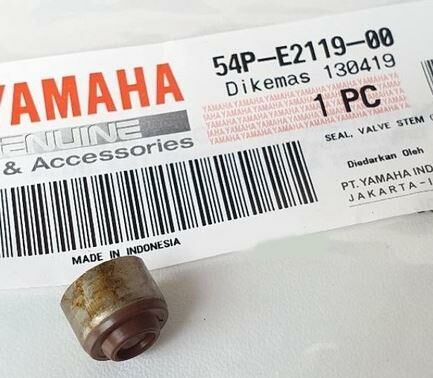 54P-E2119-00
Dikemas 130419
YAMAHA
1 PC
GENUINE
SEAL, VALVE STEM
& Accessories
Diedarkan Oleh
PT.YAMAHA IND
JAKARTA-I
MADE IN INDONESIA